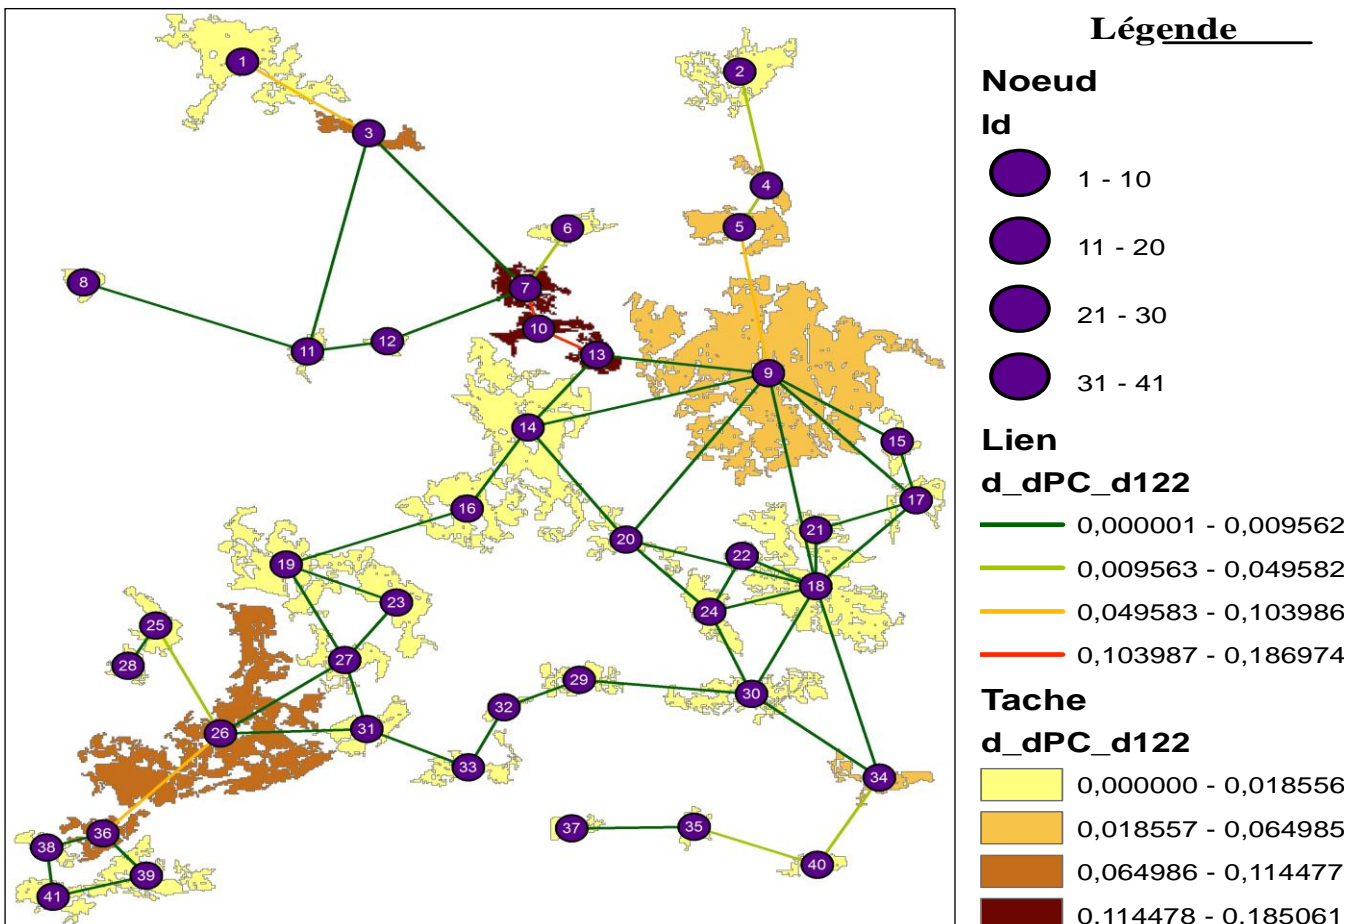 Légende
Noeud
Id
1 - 10
11 - 20
21 - 30
31 - 41
Lien
d_dPC_d122
0,000001 - 0,009562
0,009563 - 0,049582
0,049583 - 0,103986
0,103987 - 0,186974
Tache
d_dPC_d122
0,000000 - 0,018556
0,018557 - 0,064985
0,064986 - 0,114477
0,114478 - 0,185061
1
2
3
4
5
6
7
8
9
10
11
12
13
14
15
16
17
18
19
20
21
22
23
24
25
26
27
28
29
30
31
32
33
34
35
36
37
38
39
40
41